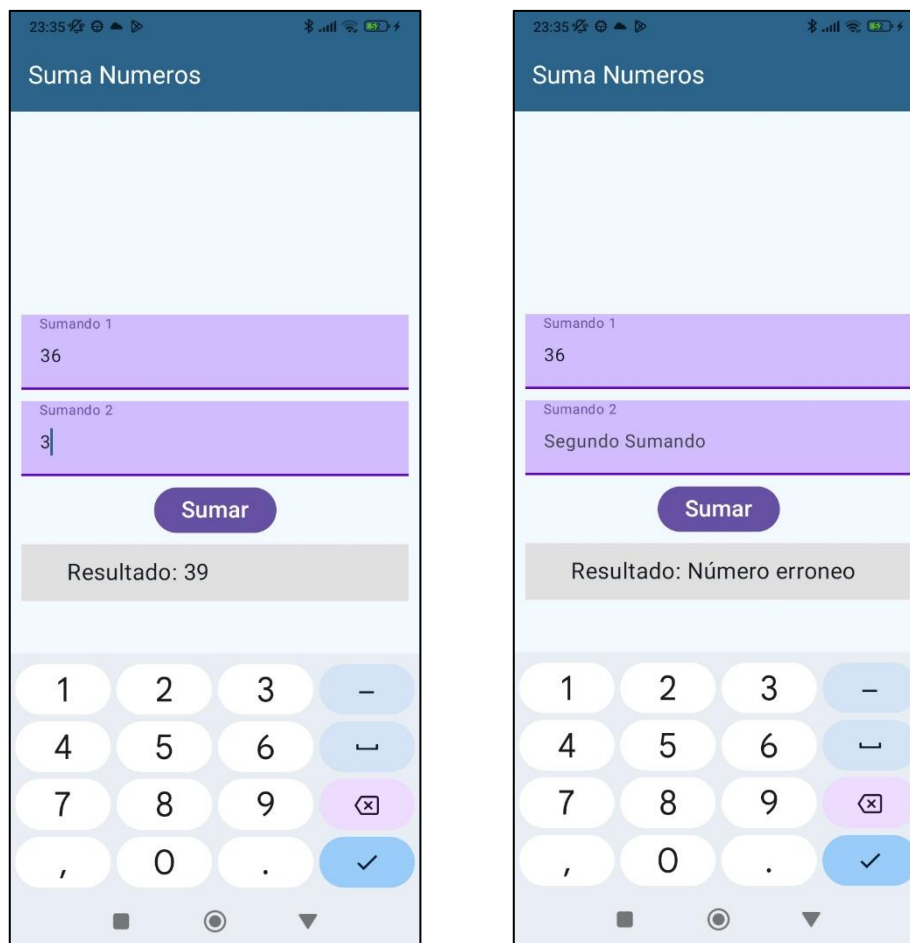 23:35
Suma Numeros
Sumando 1
36
Sumando 2
3
Sumar
Resultado: 39
1 2 3 –
4 5 6
7 8 9
, 0 .
23:35
Suma Numeros
Sumando 1
36
Sumando 2
Segundo Sumando
Sumar
Resultado: Número erroneo
1 2 3 –
4 5 6
7 8 9
, 0 .